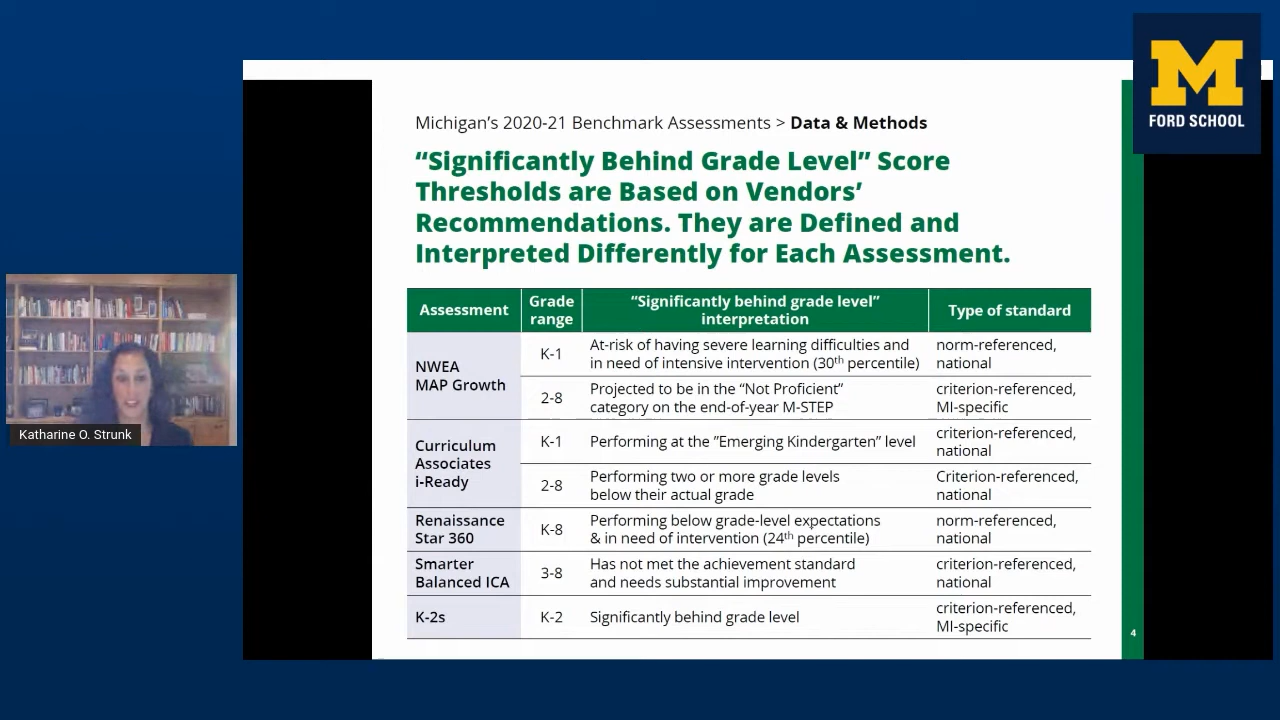 M
FORD SCHOOL
Michigan's 2020-21 Benchmark Assessments > Data & Methods
“Significantly Behind Grade Level” Score
Thresholds are Based on Vendors’
Recommendations. They are Defined and
Interpreted Differently for Each Assessment.
Assessment
Grade
range
“Significantly behind grade level”
interpretation
Type of standard
NWEA
MAP Growth
K-1
At-risk of having severe learning difficulties and
in need of intensive intervention (30th percentile)
norm-referenced,
national
2-8
Projected to be in the “Not Proficient”
category on the end-of-year M-STEP
criterion-referenced,
MI-specific
Curriculum
Associates
i-Ready
K-1
Performing at the ”Emerging Kindergarten” level
criterion-referenced,
national
2-8
Performing two or more grade levels
below their actual grade
Criterion-referenced,
national
Renaissance
Star 360
K-8
Performing below grade-level expectations
& in need of intervention (24th percentile)
norm-referenced,
national
Smarter
Balanced ICA
3-8
Has not met the achievement standard
and needs substantial improvement
criterion-referenced,
national
K-2s
K-2
Significantly behind grade level
criterion-referenced,
MI-specific
4
Katharine O. Strunk